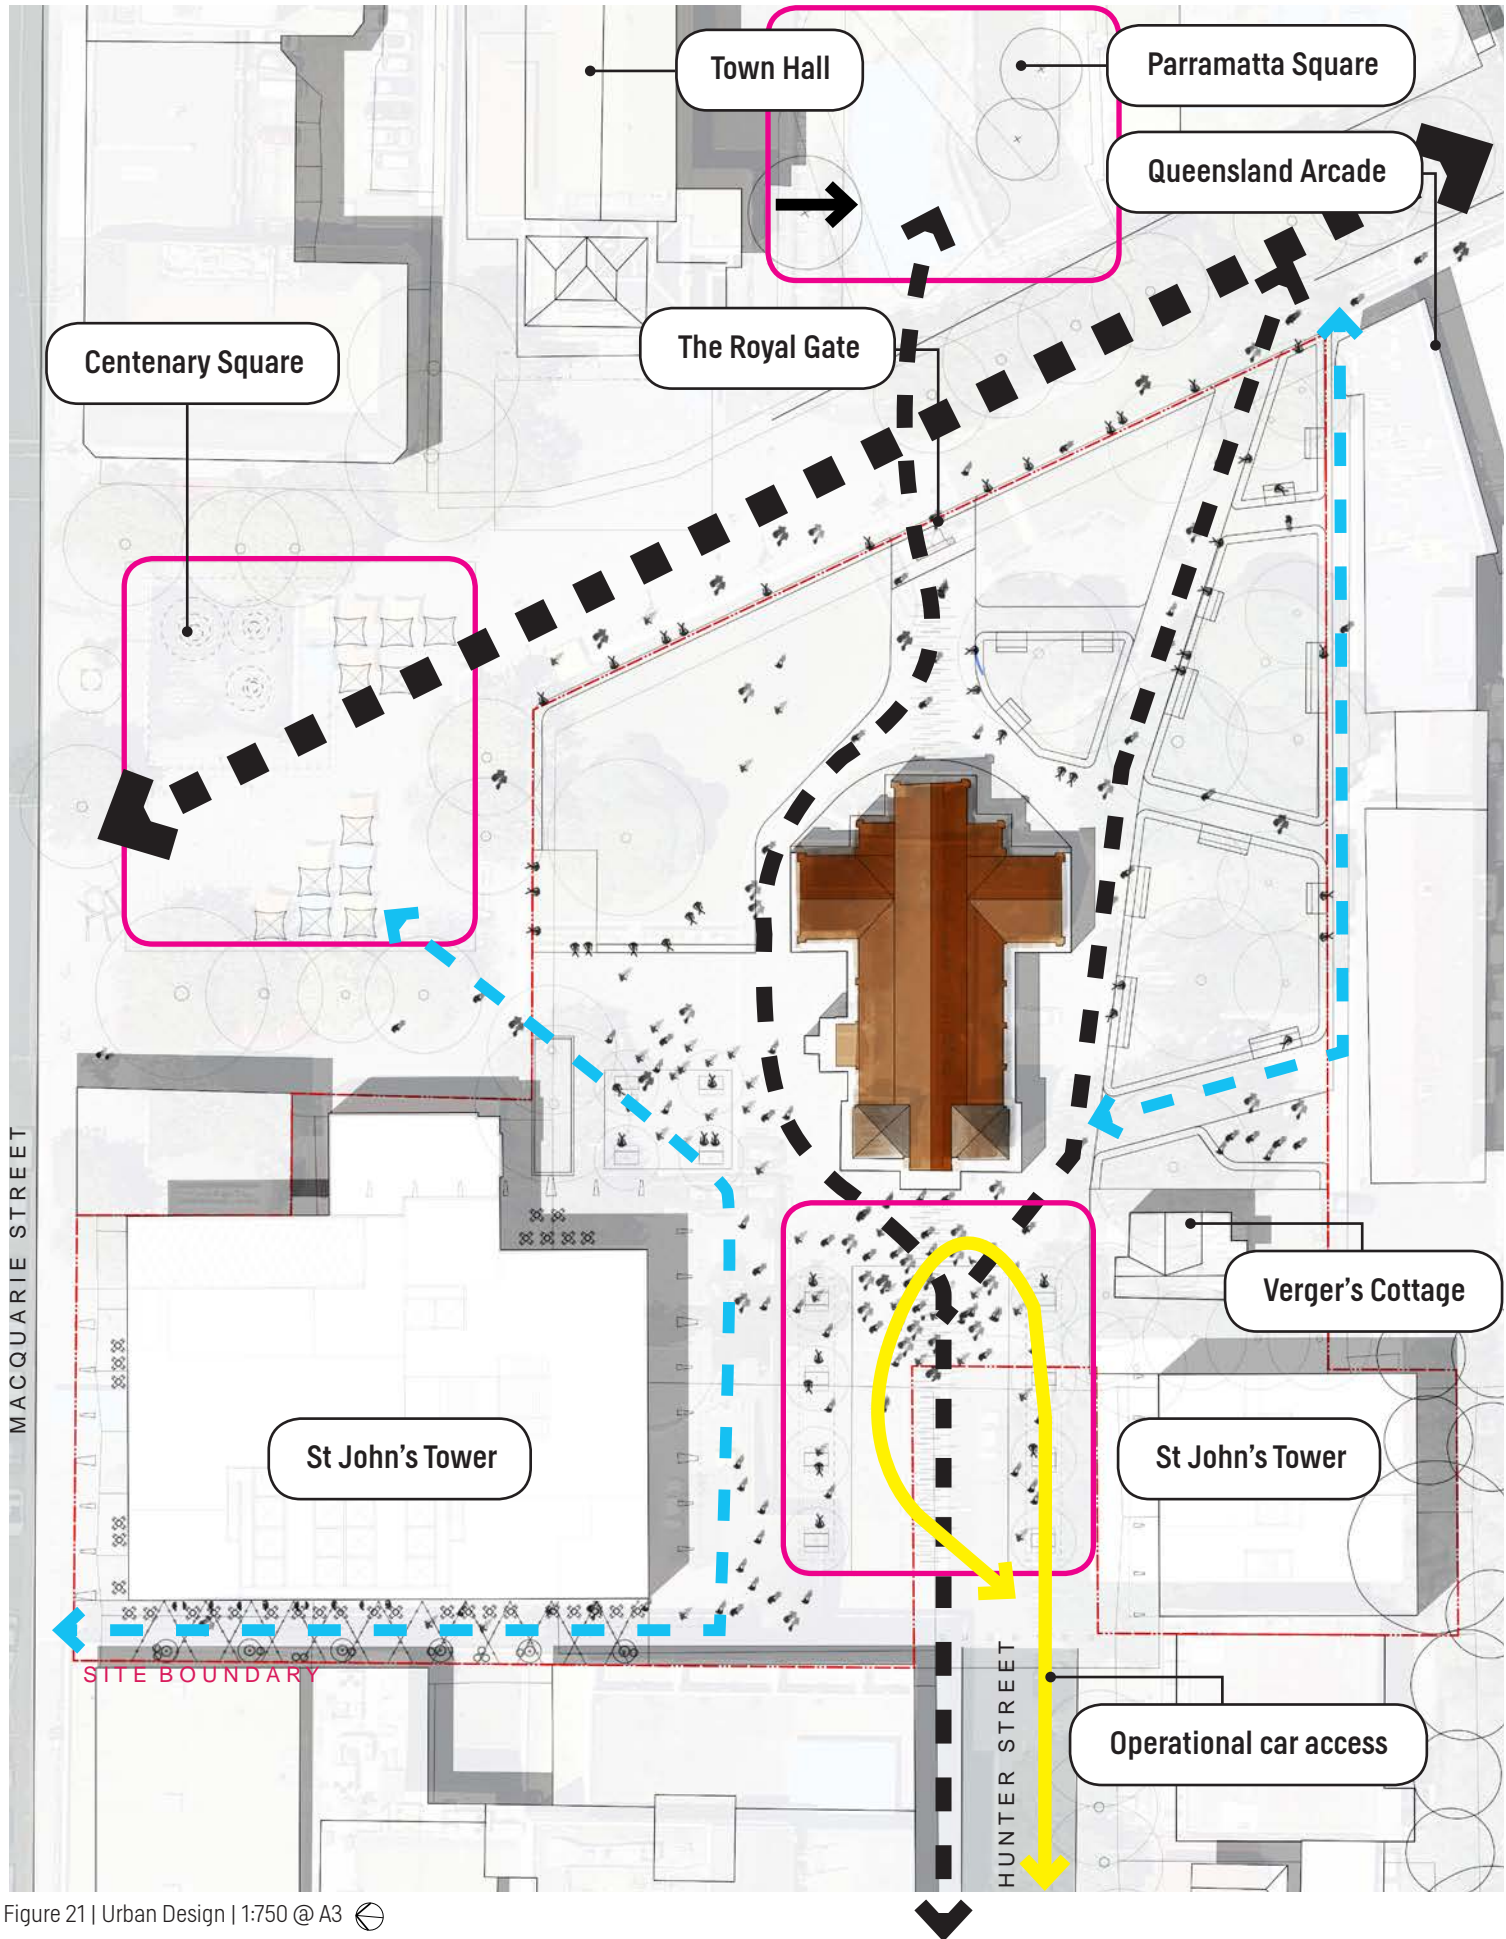 Town Hall
Parramatta Square
Queensland Arcade
The Royal Gate
Centenary Square
MACQUARIE STREET
Verger's Cottage
St John's Tower
St John's Tower
SITE BOUNDARY
HUNTER STREET
Operational car access
Figure 21 | Urban Design | 1:750 @ A3